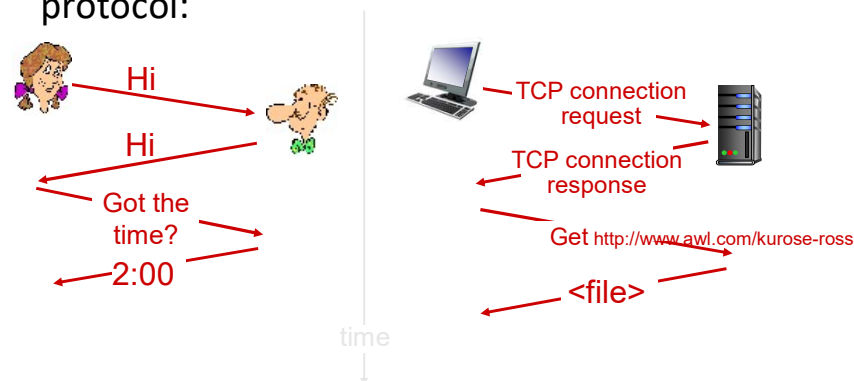 protocol:
Hi
Hi
Got the
time?
2:00
TCP connection
request
TCP connection
response
Get http://www.awl.com/kurose-ross
<file>
time